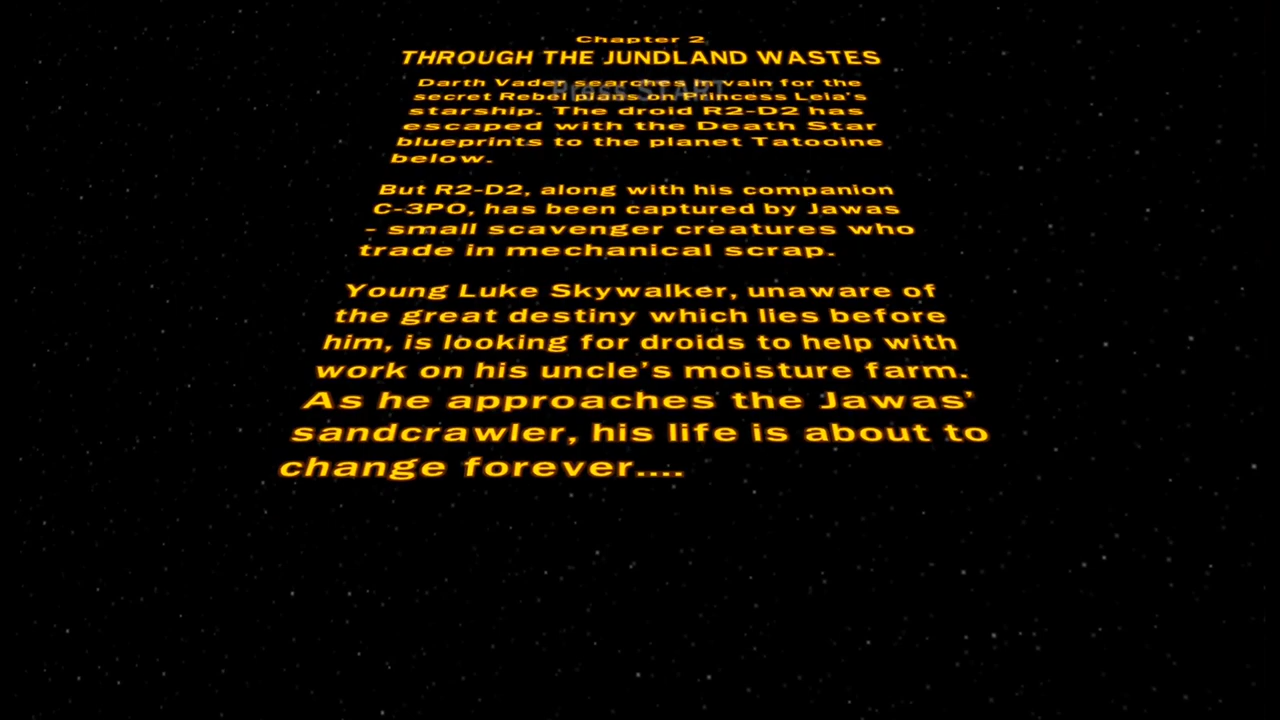 Chapter 2
THROUGH THE JUNDLAND WASTES
Darth Vader searches in vain for the
secret Rebel plans on Princess Leia's
Press START
starship. The droid R2-D2 has
escaped with the Death Star
blueprints to the planet Tatooine
below.
But R2-D2, along with his companion
C-3PO, has been captured by Jawas
- small scavenger creatures who
trade in mechanical scrap.
Young Luke Skywalker, unaware of
the great destiny which lies before
him, is looking for droids to help with
work on his uncle's moisture farm.
As he approaches the Jawas'
sandcrawler, his life is about to
change forever....